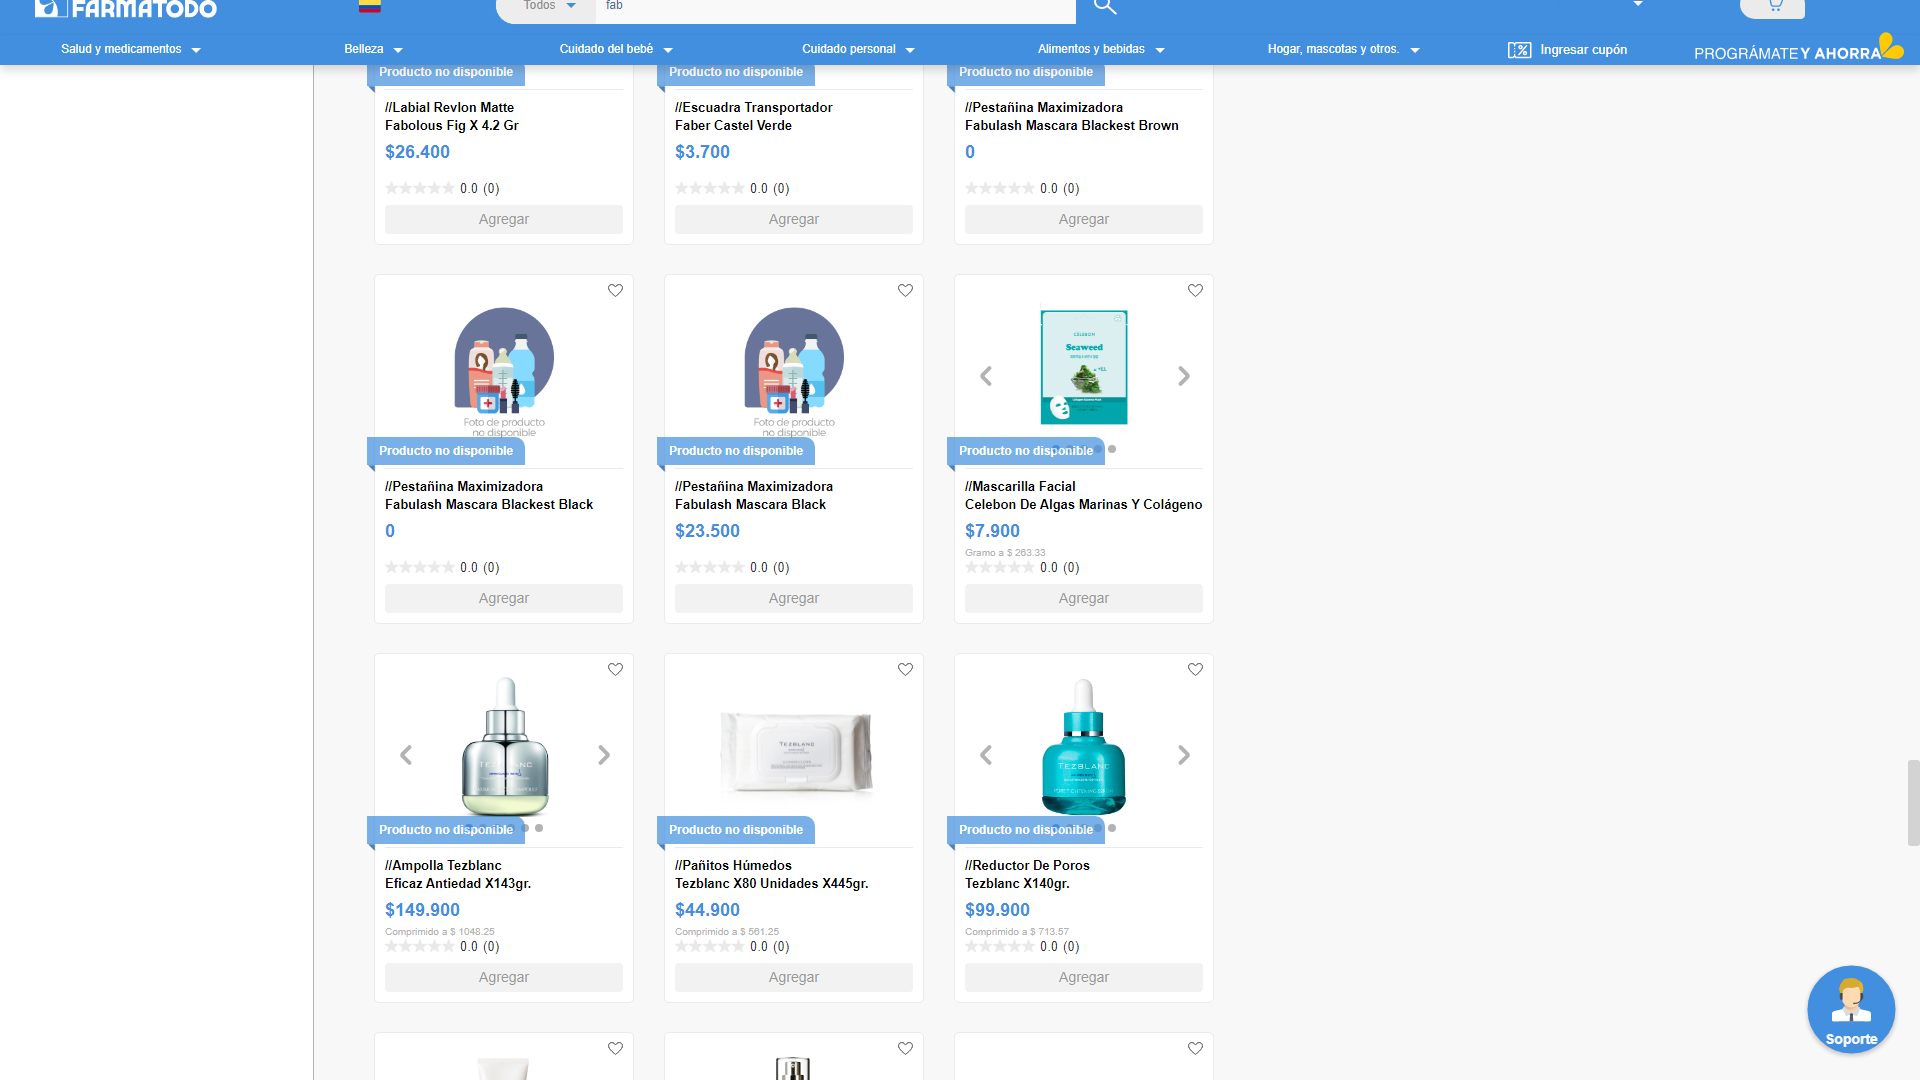 FARMATODO
Todos
fab
Salud y medicamentos
Belleza
Cuidado del bebé
Cuidado personal
Alimentos y bebidas
Hogar, mascotas y otros.
Ingresar cupón
PROGRÁMATE Y AHORRA
Producto no disponible
Producto no disponible
Producto no disponible
//Labial Revlon Matte
Fabolous Fig X 4.2 Gr
$26.400
0.0 (0)
Agregar
//Escuadra Transportador
Faber Castel Verde
$3.700
0.0 (0)
Agregar
//Pestañina Maximizadora
Fabulash Mascara Blackest Brown
0
0.0 (0)
Agregar
Foto de producto
no disponible
Producto no disponible
//Pestañina Maximizadora
Fabulash Mascara Blackest Black
0
0.0 (0)
Agregar
Foto de producto
no disponible
Producto no disponible
//Pestañina Maximizadora
Fabulash Mascara Black
$23.500
0.0 (0)
Agregar
Seaweed
Producto no disponible
//Mascarilla Facial
Celebon De Algas Marinas Y Colágeno
$7.900
Gramo a $ 263.33
0.0 (0)
Agregar
TEZBLANC
Producto no disponible
//Ampolla Tezblanc
Eficaz Antiedad X143gr.
$149.900
Comprimido a $ 1048.25
0.0 (0)
Agregar
TEZBLANC
Producto no disponible
//Pañitos Húmedos
Tezblanc X80 Unidades X445gr.
$44.900
Comprimido a $ 561.25
0.0 (0)
Agregar
TEZBLANC
Producto no disponible
//Reductor De Poros
Tezblanc X140gr.
$99.900
Comprimido a $ 713.57
0.0 (0)
Agregar
Soporte